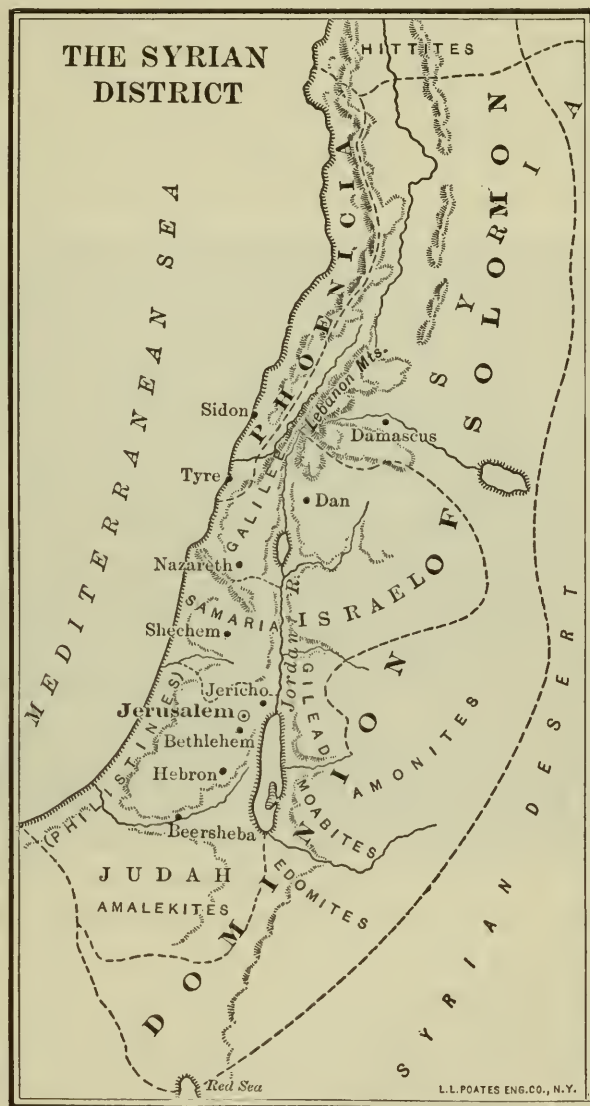 THE SYRIAN
DISTRICT
HITTITES
MEDITERRANEAN SEA
PHOENICIA
SYRIA
DOMINION OF SOLOMON
Lebanon Mts.
Sidon
Damascus
Tyre
GALILEE
Dan
Nazareth
SAMARIA
ISRAEL
Shechem
Jordan R.
GILEAD
Jericho
Jerusalem
Bethlehem
(PHILISTINES)
Hebron
AMONITES
MOABITES
Beersheba
JUDAH
EDOMITES
AMALEKITES
SYRIAN DESERT
Red Sea
L.L.POATES ENG.CO., N.Y.